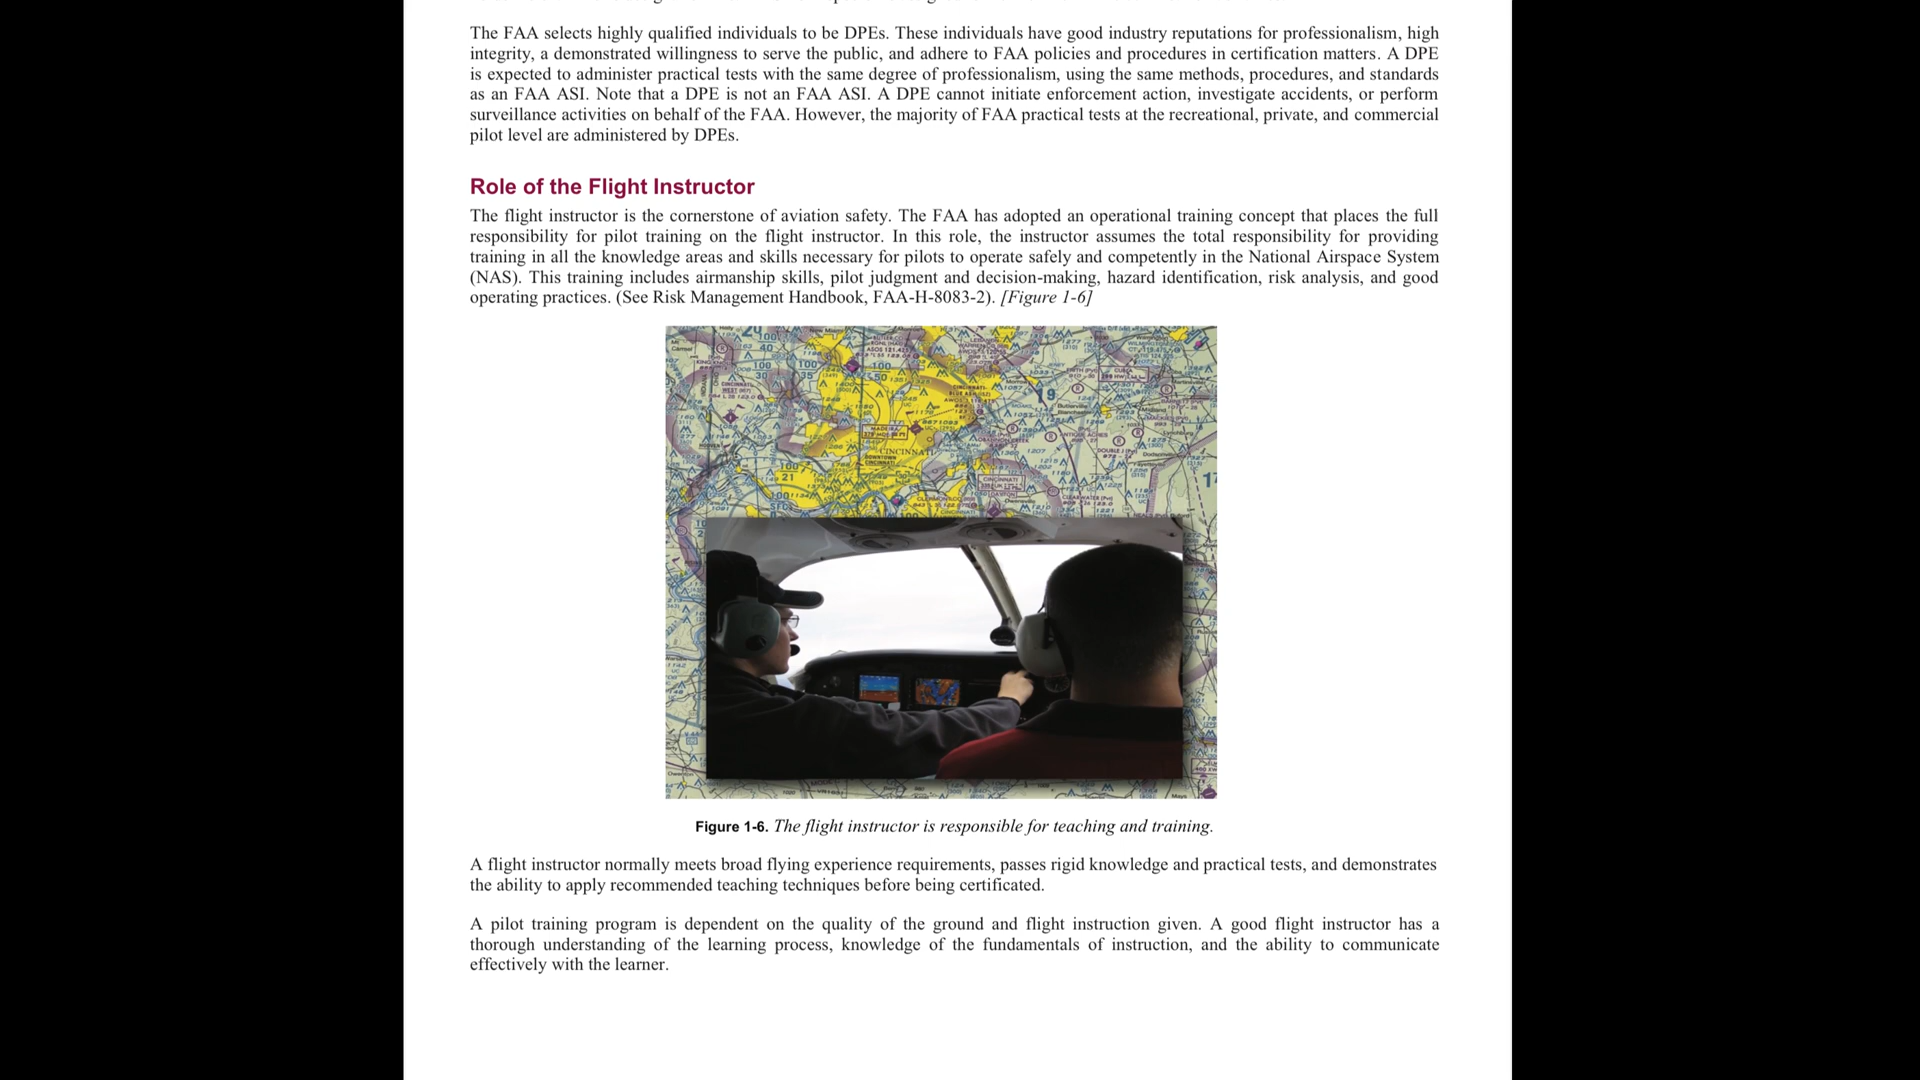 The FAA selects highly qualified individuals to be DPEs. These individuals have good industry reputations for professionalism, high
integrity, a demonstrated willingness to serve the public, and adhere to FAA policies and procedures in certification matters. A DPE
is expected to administer practical tests with the same degree of professionalism, using the same methods, procedures, and standards
as an FAA ASI. Note that a DPE is not an FAA ASI. A DPE cannot initiate enforcement action, investigate accidents, or perform
surveillance activities on behalf of the FAA. However, the majority of FAA practical tests at the recreational, private, and commercial
pilot level are administered by DPEs.
Role of the Flight Instructor
The flight instructor is the cornerstone of aviation safety. The FAA has adopted an operational training concept that places the full
responsibility for pilot training on the flight instructor. In this role, the instructor assumes the total responsibility for providing
training in all the knowledge areas and skills necessary for pilots to operate safely and competently in the National Airspace System
(NAS). This training includes airmanship skills, pilot judgment and decision-making, hazard identification, risk analysis, and good
operating practices. (See Risk Management Handbook, FAA-H-8083-2). [Figure 1-6]
MADEIRA
CINCINNATI
Figure 1-6. The flight instructor is responsible for teaching and training.
A flight instructor normally meets broad flying experience requirements, passes rigid knowledge and practical tests, and demonstrates
the ability to apply recommended teaching techniques before being certificated.
A pilot training program is dependent on the quality of the ground and flight instruction given. A good flight instructor has a
thorough understanding of the learning process, knowledge of the fundamentals of instruction, and the ability to communicate
effectively with the learner.